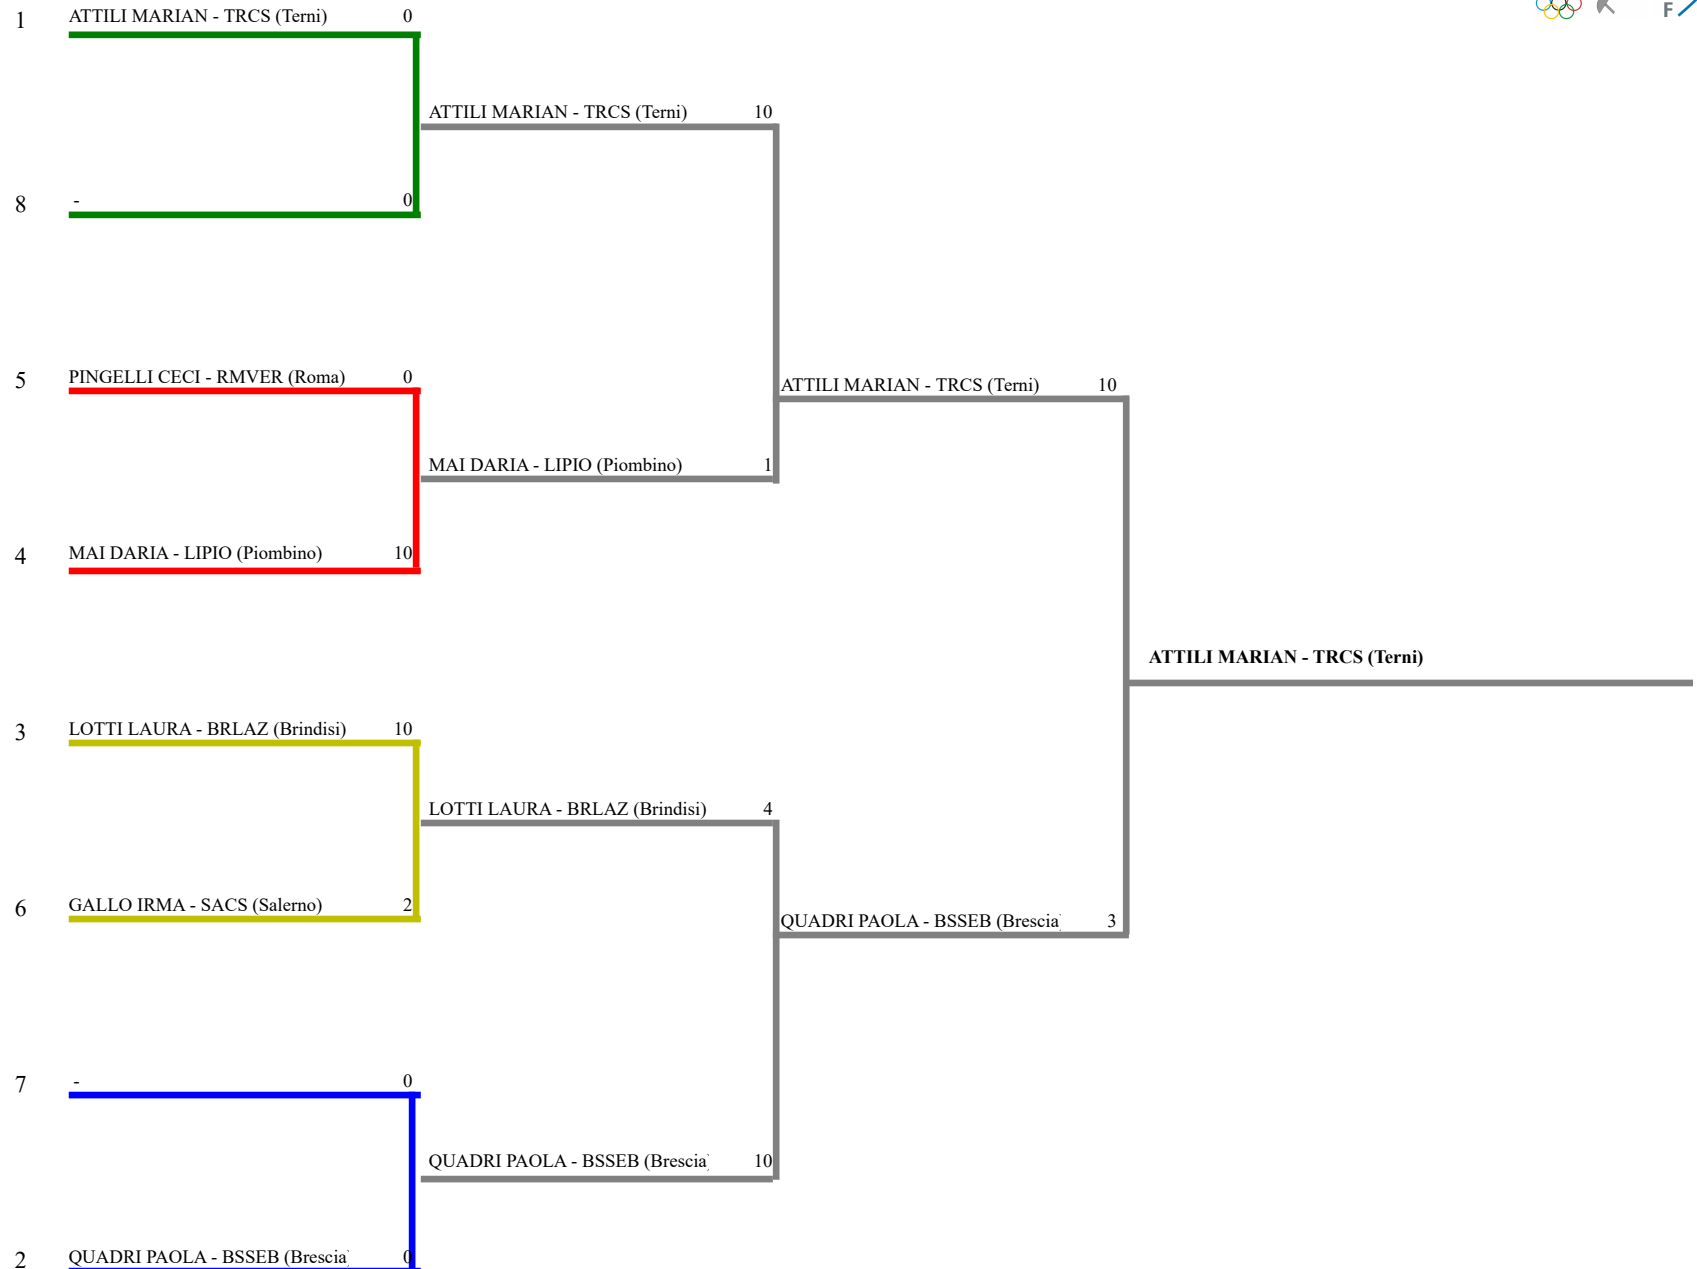 1 ATTILI MARIAN - TRCS (Terni) 0
8 - 0
5 PINGELLI CECI - RMVER (Roma) 0
4 MAI DARIA - LIPIO (Piombino) 10
3 LOTTI LAURA - BRLAZ (Brindisi) 10
6 GALLO IRMA - SACS (Salerno) 2
7 - 0
2 QUADRI PAOLA - BSSEB (Brescia 0
ATTILI MARIAN - TRCS (Terni) 10
MAI DARIA - LIPIO (Piombino) 1
LOTTI LAURA - BRLAZ (Brindisi) 4
QUADRI PAOLA - BSSEB (Brescia 10
ATTILI MARIAN - TRCS (Terni) 10
QUADRI PAOLA - BSSEB (Brescia 3
ATTILI MARIAN - TRCS (Terni)
F